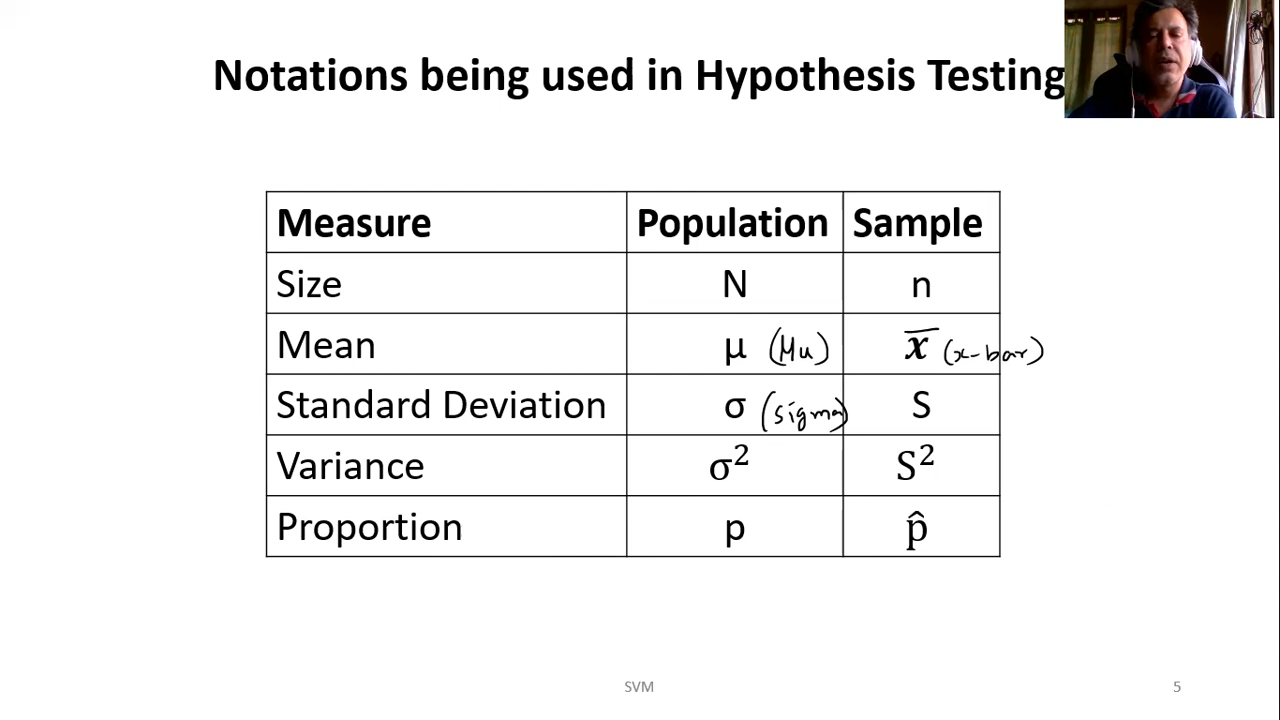 Notations being used in Hypothesis Testing
Measure Population Sample
Size N n
Mean μ (Mu) x̅ (x-bar)
Standard Deviation σ (sigma) S
Variance σ² S²
Proportion p p̂
SVM 5